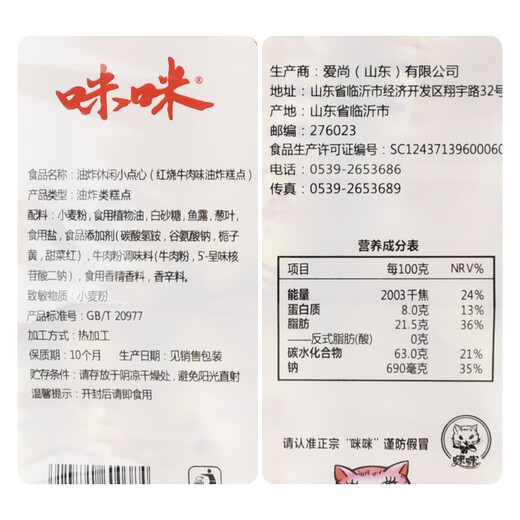 咪咪®
食品名称：油炸休闲小点心（红烧牛肉味油炸糕点）
产品类型：油炸类糕点
配料：小麦粉，食用植物油，白砂糖，鱼露，葱叶，
食用盐，食品添加剂(碳酸氢铵，谷氨酸钠，栀子
黄，甜菜红)，牛肉粉调味料(牛肉粉，5'-呈味核
苷酸二钠)，食用香精香料，香辛料。
致敏物质：小麦粉
产品标准号：GB/T 20977
加工方式：热加工
保质期：10个月 生产日期：见销售包装
贮存条件：请存放于阴凉干燥处，避免阳光直射
温馨提示：开封后请即食用
生产商：爱尚（山东）有限公司
地址：山东省临沂市经济开发区翔宇路32号
产地：山东省临沂市
邮编：276023
食品生产许可证编号：SC12437139600060
电话：0539-2653686
传真：0539-2653689
营养成分表
项目 每100克 NRV%
能量 2003千焦 24%
蛋白质 8.0克 13%
脂肪 21.5克 36%
——反式脂肪(酸) 0克
碳水化合物 63.0克 21%
钠 690毫克 35%
请认准正宗“咪咪”谨防假冒
咪咪